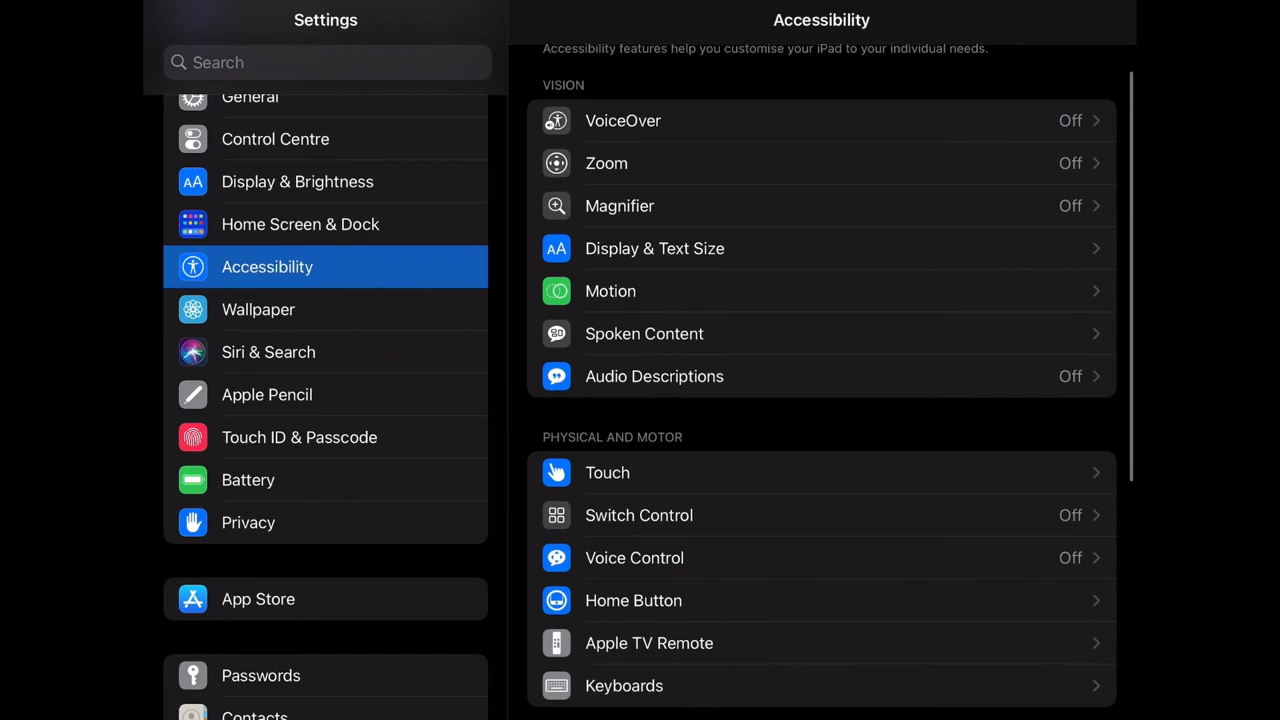 Settings
Search
General
Control Centre
Display & Brightness
Home Screen & Dock
Accessibility
Wallpaper
Siri & Search
Apple Pencil
Touch ID & Passcode
Battery
Privacy
App Store
Passwords
Contacts
Accessibility
Accessibility features help you customise your iPad to your individual needs.
VISION
VoiceOver Off
Zoom Off
Magnifier Off
Display & Text Size
Motion
Spoken Content
Audio Descriptions Off
PHYSICAL AND MOTOR
Touch
Switch Control Off
Voice Control Off
Home Button
Apple TV Remote
Keyboards